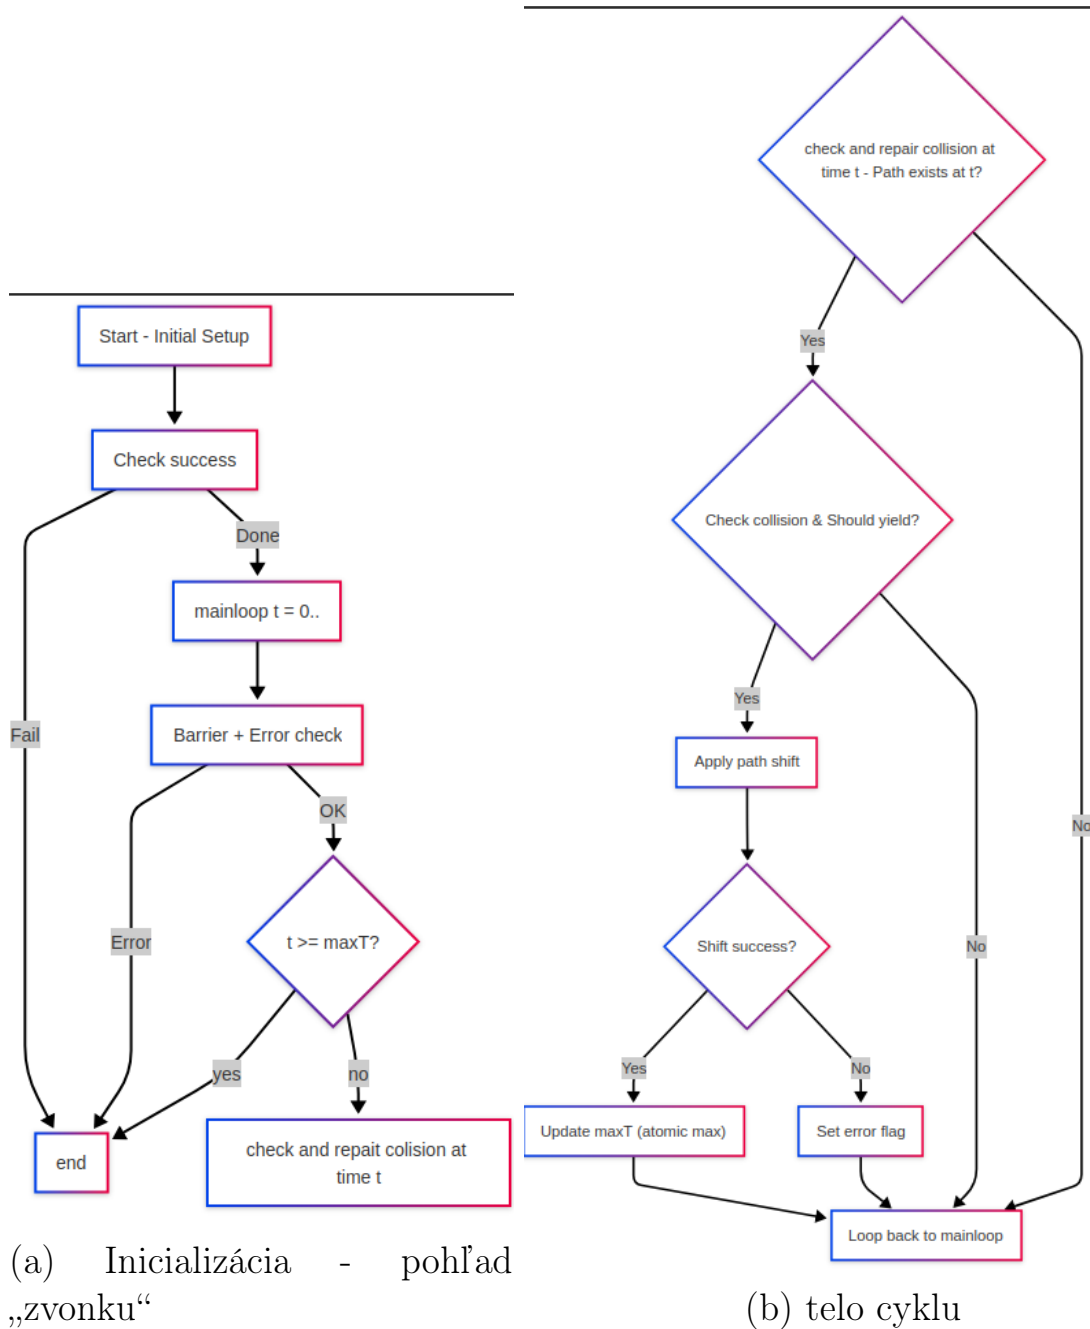 Start - Initial Setup
Check success
Done
mainloop t = 0..
Fail
Barrier + Error check
OK
Error
t >= maxT?
yes
no
end
check and repait colision at
time t
(a) Inicializácia - pohľad
„zvonku“
check and repair collision at
time t - Path exists at t?
Yes
Check collision & Should yield?
Yes
Apply path shift
No
Shift success?
No
Yes
No
Update maxT (atomic max)
Set error flag
Loop back to mainloop
(b) telo cyklu